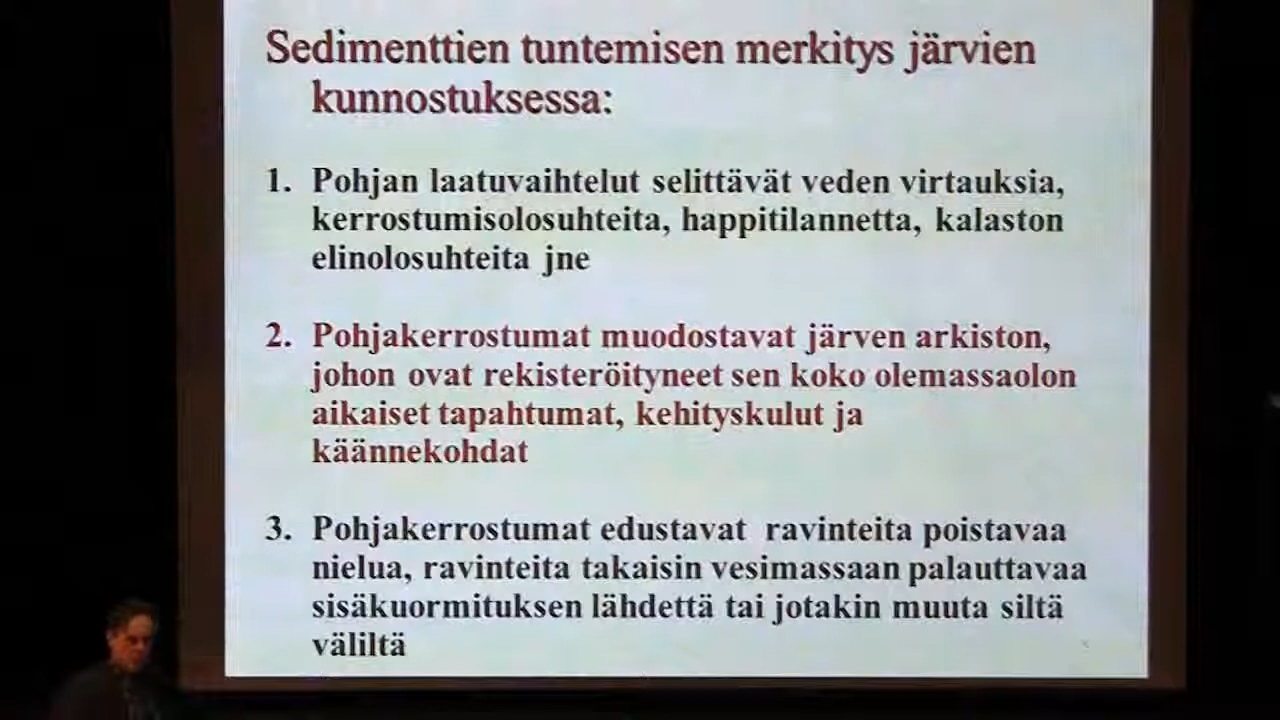 Sedimenttien tuntemisen merkitys järvien
kunnostuksessa:
1. Pohjan laatuvaihtelut selittävät veden virtauksia,
kerrostumisolosuhteita, happitilannetta, kalaston
elinolosuhteita jne
2. Pohjakerrostumat muodostavat järven arkiston,
johon ovat rekisteröityneet sen koko olemassaolon
aikaiset tapahtumat, kehityskulut ja
käännekohdat
3. Pohjakerrostumat edustavat ravinteita poistavaa
nielua, ravinteita takaisin vesimassaan palauttavaa
sisäkuormituksen lähdettä tai jotakin muuta siltä
väliltä